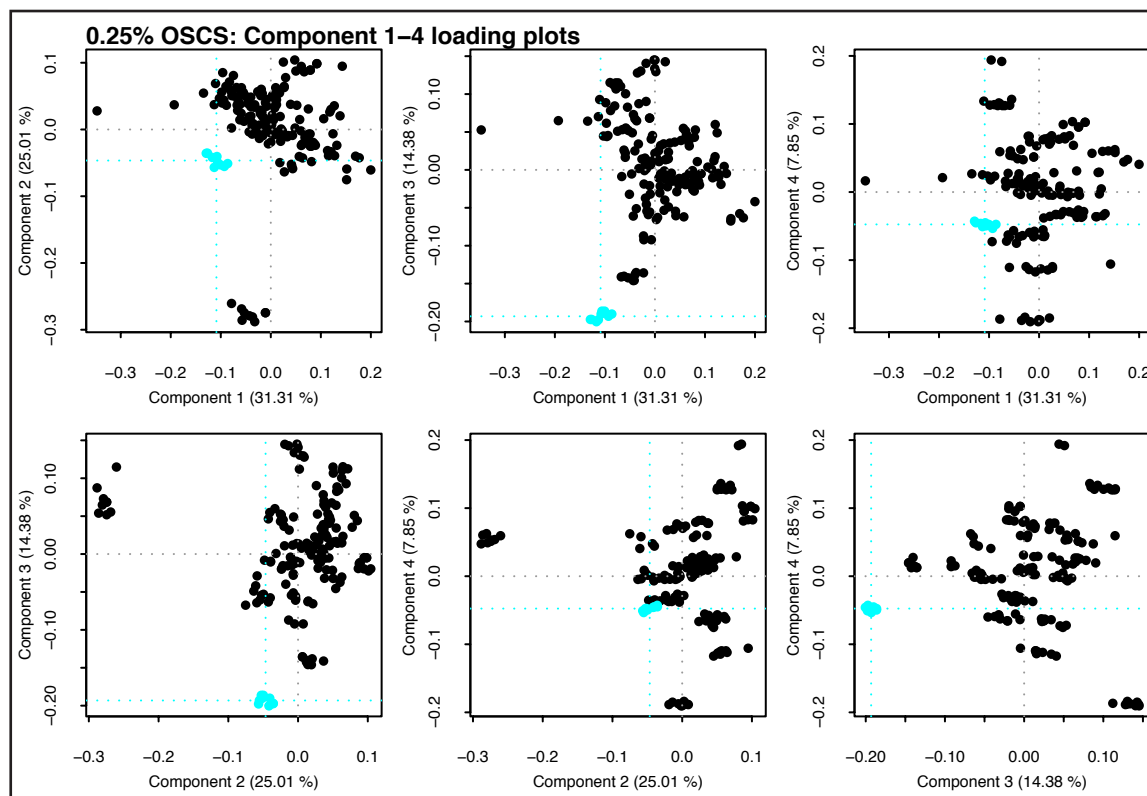 0.25% OSCS: Component 1–4 loading plots
0.1
0.0
−0.1
−0.2
−0.3
Component 2 (25.01 %)
−0.3 −0.2 −0.1 0.0 0.1 0.2
Component 1 (31.31 %)
0.10
0.00
−0.10
−0.20
Component 3 (14.38 %)
−0.3 −0.2 −0.1 0.0 0.1 0.2
Component 1 (31.31 %)
0.2
0.1
0.0
−0.1
−0.2
Component 4 (7.85 %)
−0.3 −0.2 −0.1 0.0 0.1 0.2
Component 1 (31.31 %)
0.10
0.00
−0.10
−0.20
Component 3 (14.38 %)
−0.3 −0.2 −0.1 0.0 0.1
Component 2 (25.01 %)
0.2
0.1
0.0
−0.1
−0.2
Component 4 (7.85 %)
−0.3 −0.2 −0.1 0.0 0.1
Component 2 (25.01 %)
0.2
0.1
0.0
−0.1
−0.2
Component 4 (7.85 %)
−0.20 −0.10 0.00 0.10
Component 3 (14.38 %)